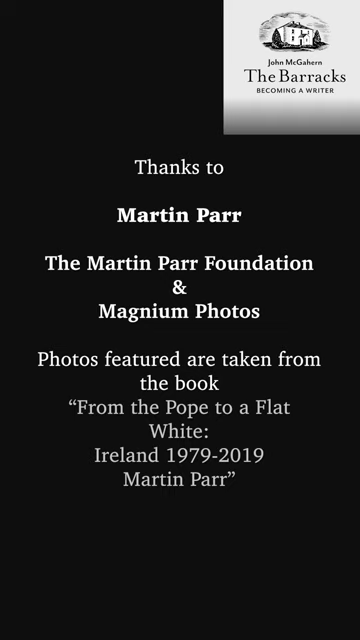 John McGahern
The Barracks
BECOMING A WRITER
Thanks to
Martin Parr
The Martin Parr Foundation
&
Magnium Photos
Photos featured are taken from
the book
“From the Pope to a Flat
White:
Ireland 1979-2019
Martin Parr”